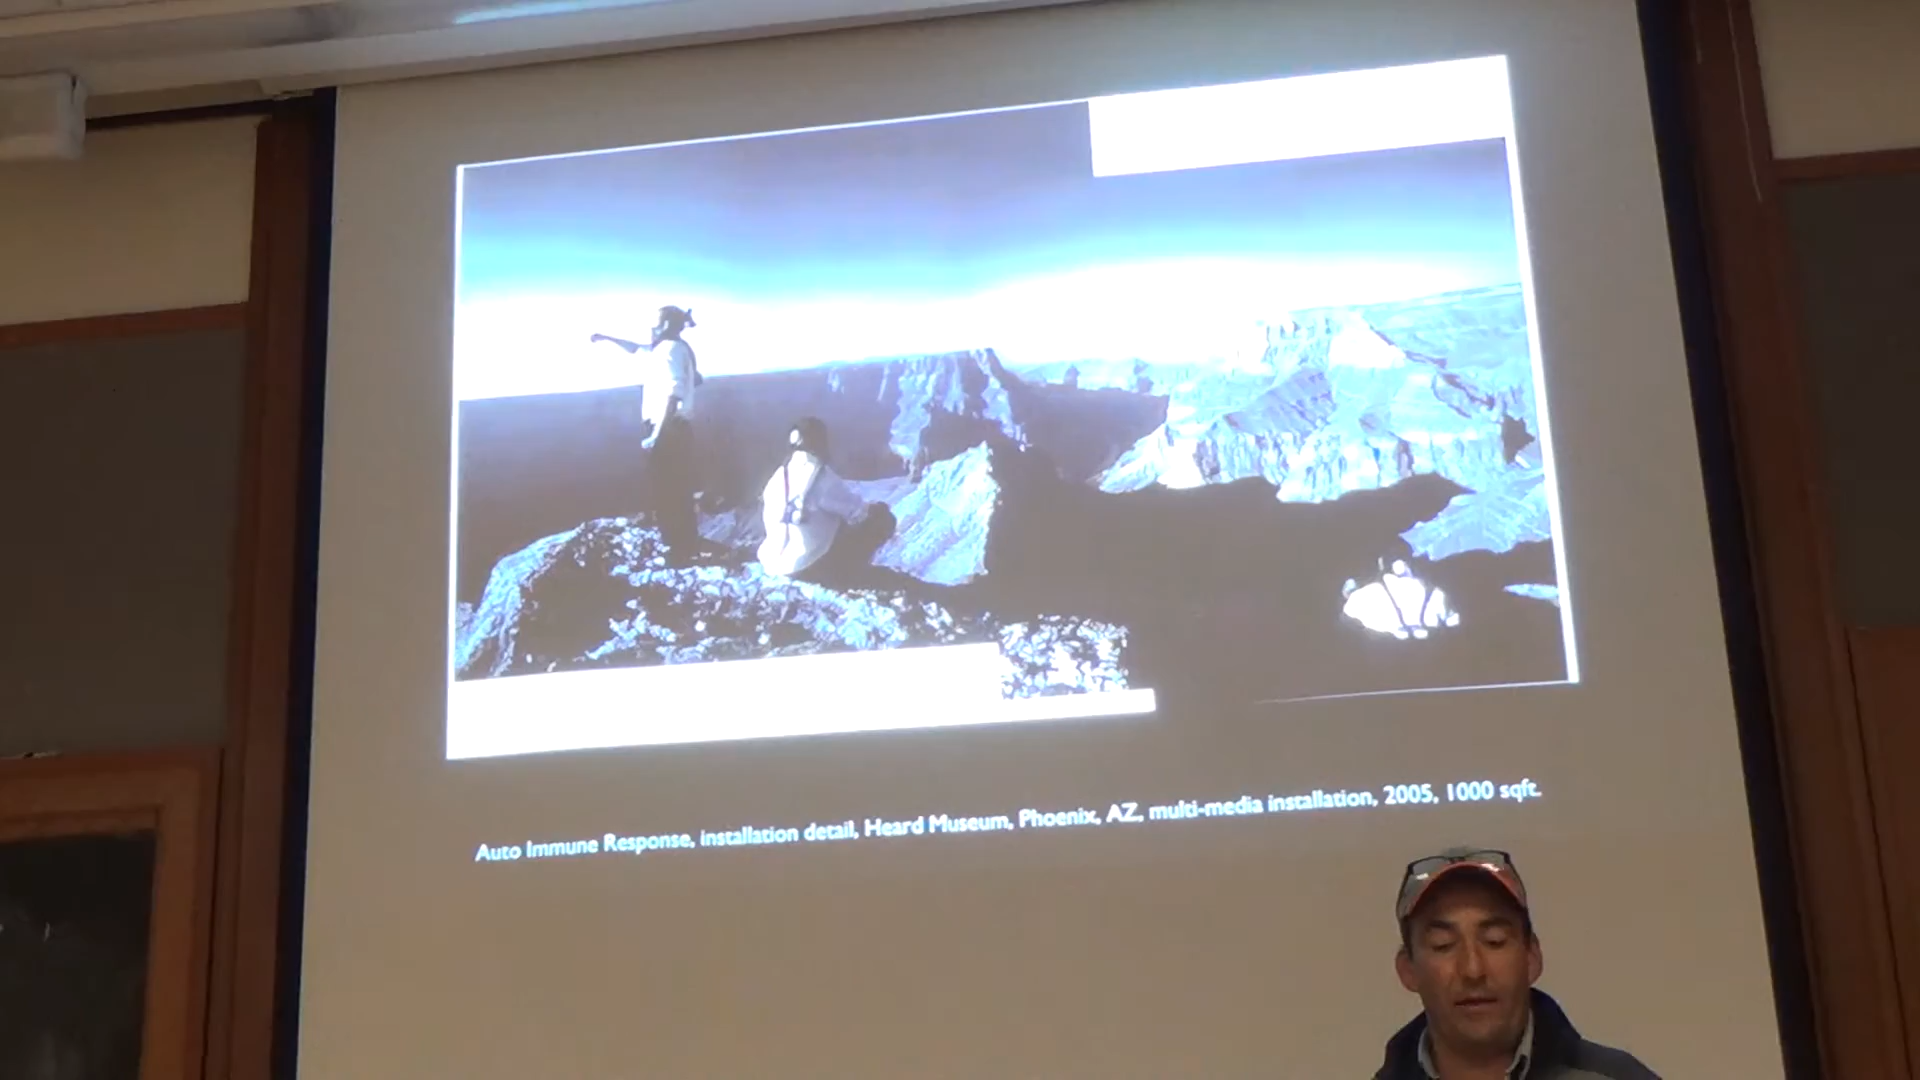 Auto Immune Response, installation detail, Heard Museum, Phoenix, AZ, multi-media installation, 2005, 1000 sqft.